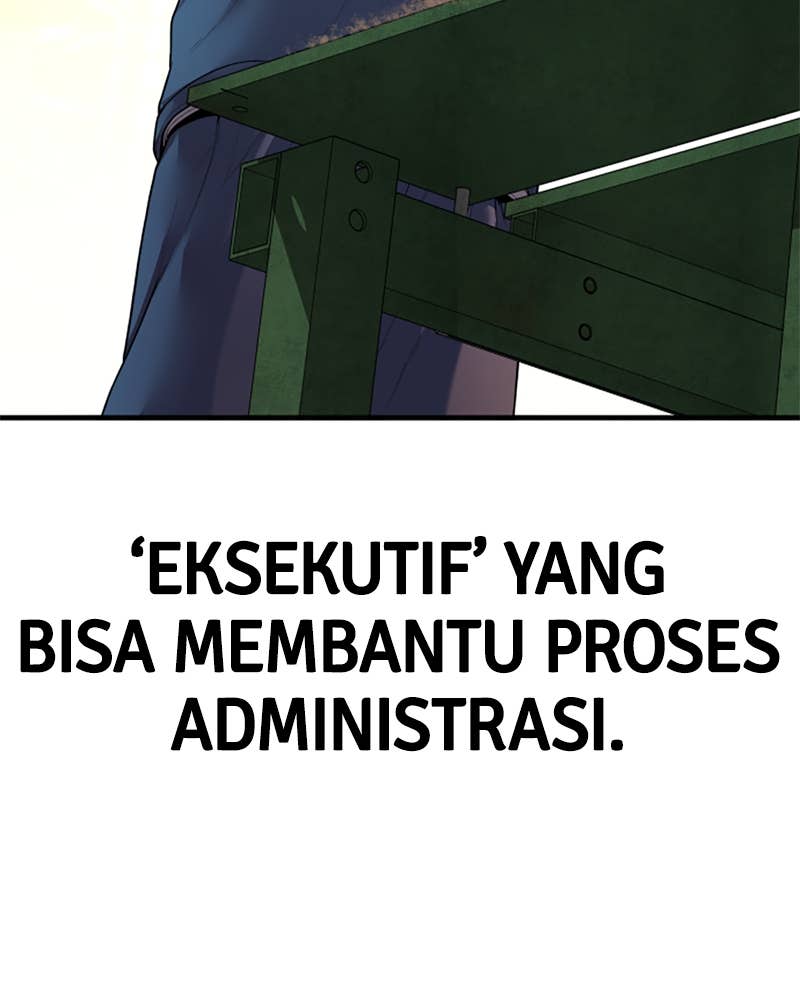 ‘EKSEKUTIF’ YANG
BISA MEMBANTU PROSES
ADMINISTRASI.